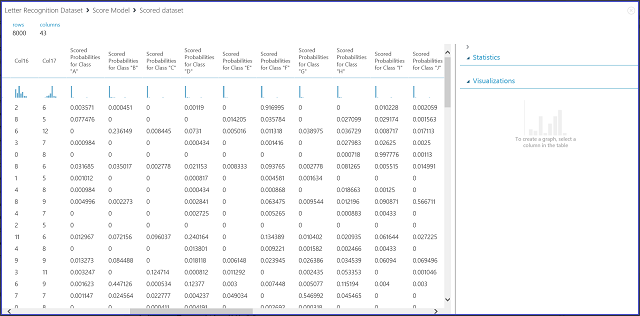 Letter Recognition Dataset > Score Model > Scored dataset
rows columns
8000 43
Col16 Col17 Scored Probabilities for Class "A" Scored Probabilities for Class "B" Scored Probabilities for Class "C" Scored Probabilities for Class "D" Scored Probabilities for Class "E" Scored Probabilities for Class "F" Scored Probabilities for Class "G" Scored Probabilities for Class "H" Scored Probabilities for Class "I" Scored Probabilities for Class "J"
2 6 0.003571 0.000451 0 0.00119 0 0.916995 0 0 0.010228 0.002059
8 5 0.077476 0 0 0 0.014205 0.035784 0 0.027099 0.029174 0.001563
6 12 0 0.236149 0.008445 0.0731 0.005016 0.011318 0.038975 0.036729 0.008717 0.017113
3 7 0.000984 0 0 0.000434 0 0.001416 0 0.027983 0.02625 0.0025
0 8 0 0 0 0 0 0 0 0.000718 0.997776 0.00113
8 6 0.031685 0.035017 0.002778 0.021153 0.008333 0.093765 0.002778 0.081265 0.005515 0.014991
1 5 0.001012 0 0 0.000817 0 0.004581 0.001634 0 0 0
4 8 0.000984 0 0 0.000434 0 0.000868 0 0.018663 0.00125 0
8 9 0.004996 0.002273 0 0.002841 0 0.063475 0.009544 0.012196 0.090871 0.566711
4 7 0 0 0 0.002725 0 0.005265 0 0.000883 0.00433 0
2 5 0 0 0 0 0 0 0 0 0 0
11 6 0.012967 0.072156 0.096037 0.240164 0 0.134389 0.010402 0.020935 0.061644 0.027225
4 8 0 0 0 0.013801 0 0.009221 0.001582 0.002466 0.00433 0
9 9 0.013273 0.084488 0 0.018118 0.006148 0.023945 0.026386 0.034539 0.06094 0.069496
3 11 0.003247 0 0.124714 0.000812 0.011292 0 0.002435 0.053353 0 0.001046
6 9 0.001623 0.447126 0.000534 0.12377 0.003 0.007448 0.005077 0.115194 0.004 0.003
7 7 0.001147 0.024564 0.022777 0.004237 0.049034 0 0.546992 0.045465 0 0
Statistics
Visualizations
To create a graph, select a
column in the table